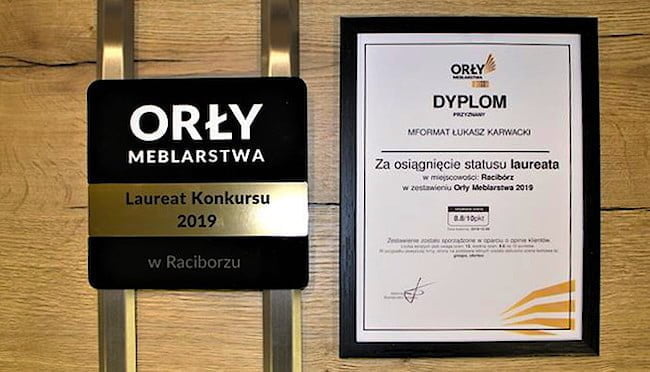 ORŁY
MEBLARSTWA
Laureat Konkursu
2019
w Raciborzu
ORŁY
MEBLARSTWA
DYPLOM
PRZYZNANY
MFORMAT ŁUKASZ KARWACKI
Za osiągnięcie statusu laureata
w miejscowości: Racibórz
w zestawieniu Orły Meblarstwa 2019
8.8/10pkt
Zestawienie zostało sporządzone w oparciu o opinie klientów.